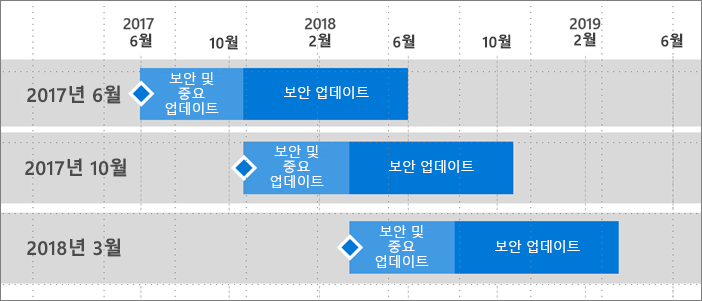 2017
2018
2019
6월
10월
2월
6월
10월
2월
6월
2017년 6월
보안 및
중요
업데이트
보안 업데이트
2017년 10월
보안 및
중요
업데이트
보안 업데이트
2018년 3월
보안 및
중요
업데이트
보안 업데이트